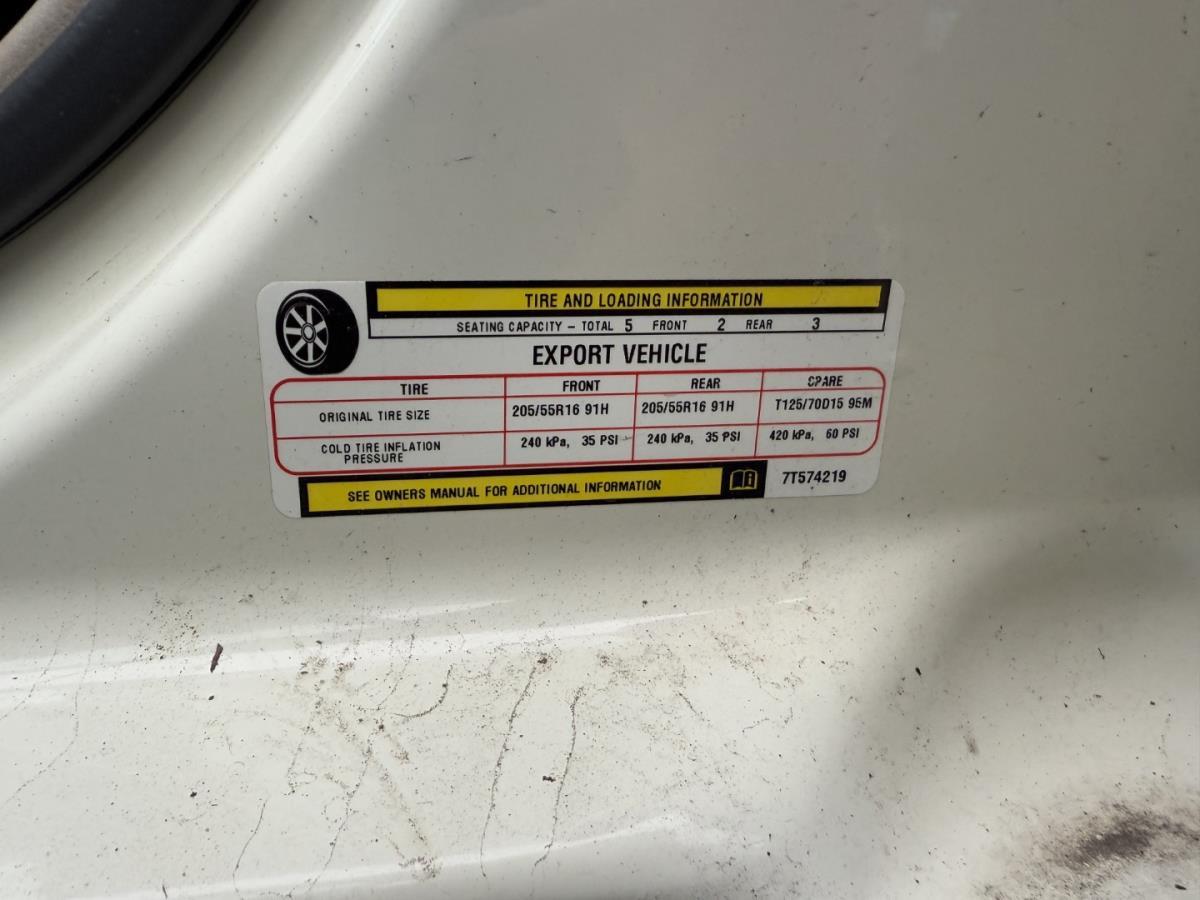 TIRE AND LOADING INFORMATION
SEATING CAPACITY – TOTAL 5 FRONT 2 REAR 3
EXPORT VEHICLE
TIRE FRONT REAR SPARE
ORIGINAL TIRE SIZE 205/55R16 91H 205/55R16 91H T125/70D15 95M
COLD TIRE INFLATION
PRESSURE 240 kPa, 35 PSI 240 kPa, 35 PSI 420 kPa, 60 PSI
SEE OWNERS MANUAL FOR ADDITIONAL INFORMATION
7T574219